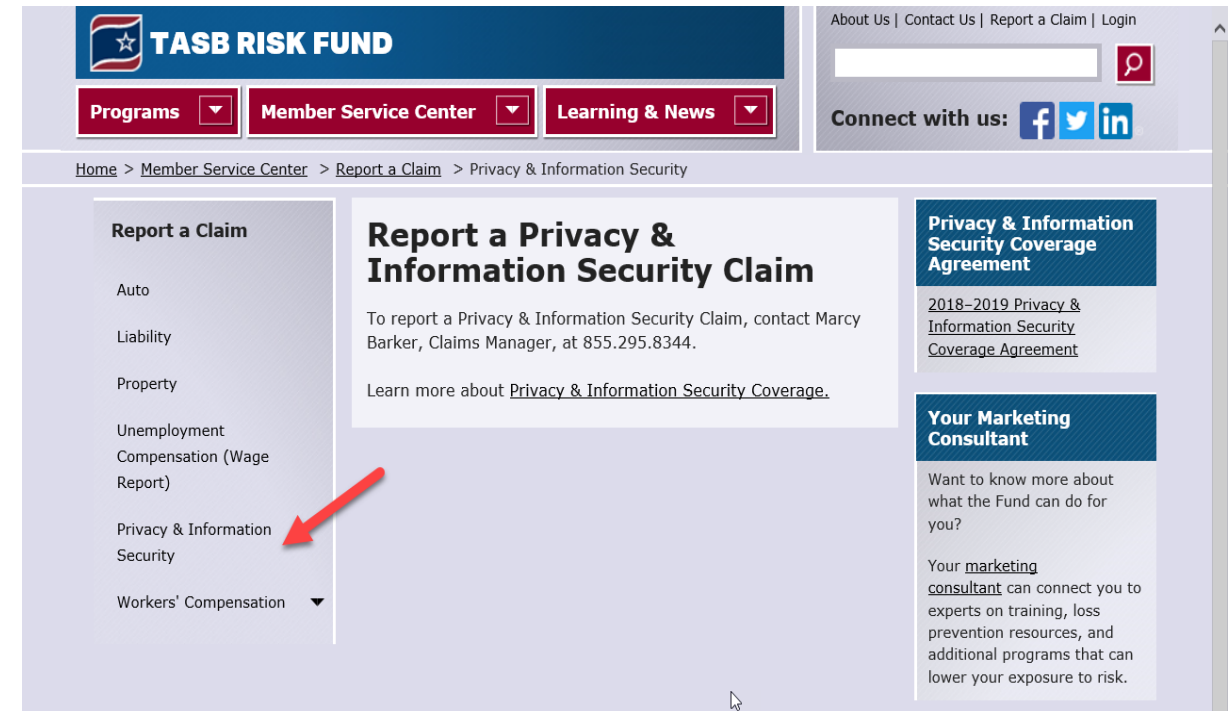 TASB RISK FUND
About Us | Contact Us | Report a Claim | Login
Programs
Member Service Center
Learning & News
Connect with us:
Home > Member Service Center > Report a Claim > Privacy & Information Security
Report a Claim
Auto
Liability
Property
Unemployment
Compensation (Wage
Report)
Privacy & Information
Security
Workers' Compensation
Report a Privacy &
Information Security Claim
To report a Privacy & Information Security Claim, contact Marcy
Barker, Claims Manager, at 855.295.8344.
Learn more about Privacy & Information Security Coverage.
Privacy & Information
Security Coverage
Agreement
2018–2019 Privacy &
Information Security
Coverage Agreement
Your Marketing
Consultant
Want to know more about
what the Fund can do for
you?
Your marketing
consultant can connect you to
experts on training, loss
prevention resources, and
additional programs that can
lower your exposure to risk.